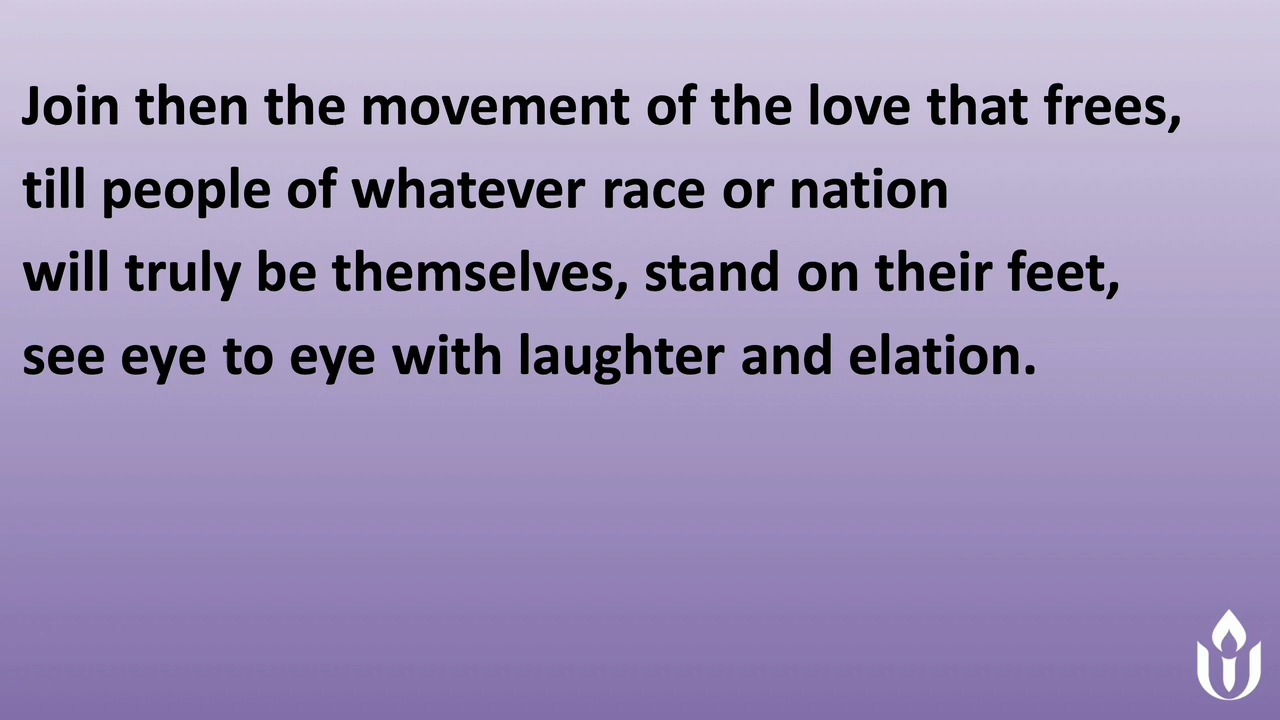 Join then the movement of the love that frees,
till people of whatever race or nation
will truly be themselves, stand on their feet,
see eye to eye with laughter and elation.